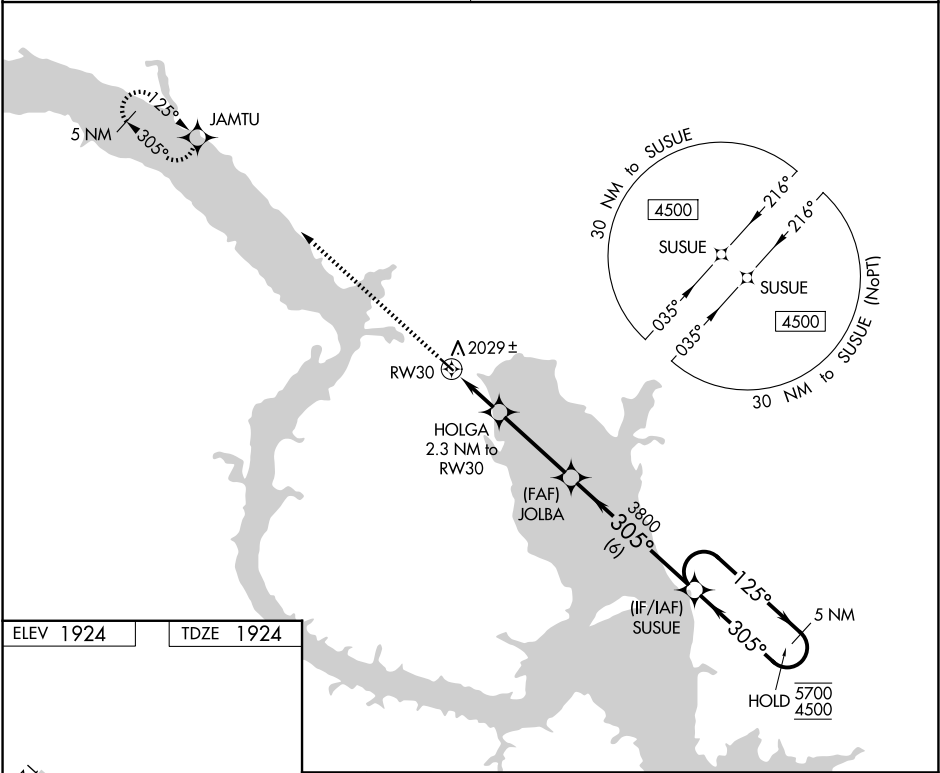 JAMTU
125°
305°
5 NM
30 NM to SUSUE
4500
216°
SUSUE
035°
216°
SUSUE
035°
4500
30 NM to SUSUE (NoPT)
2029 ±
RW30
HOLGA
2.3 NM to
RW30
(FAF)
JOLBA
3800
305°
(6)
(IF/IAF)
SUSUE
125°
305°
5 NM
HOLD 5700
4500
ELEV 1924
TDZE 1924